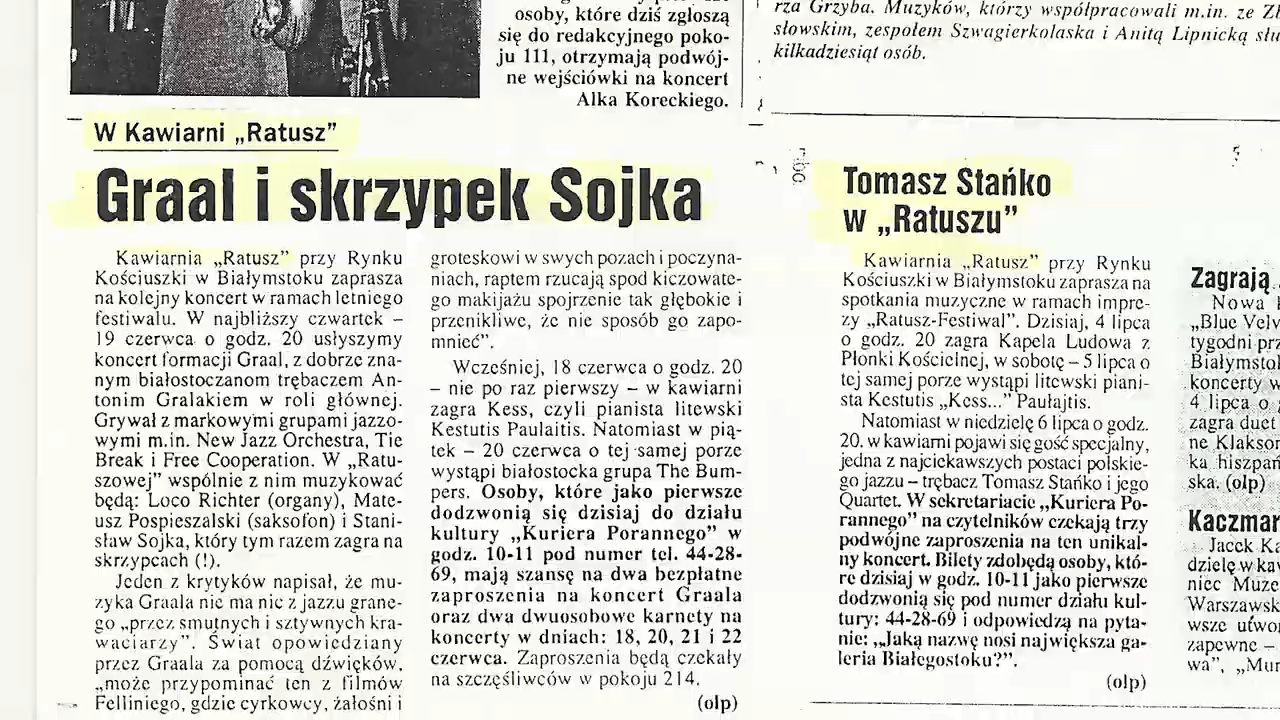 osoby, które dziś zgłoszą
się do redakcyjnego poko-
ju 111, otrzymają podwój-
ne wejściówki na koncert
Alka Koreckiego.
rza Grzyba. Muzyków, którzy współpracowali m.in. ze
słowskim, zespołem Szwagierkolaska i Anitą Lipnicką
kilkadziesiąt osób.
W Kawiarni „Ratusz”
Graal i skrzypek Sojka
Kawiarnia „Ratusz” przy Rynku
Kościuszki w Białymstoku zaprasza
na kolejny koncert w ramach letniego
festiwalu. W najbliższy czwartek –
19 czerwca o godz. 20 usłyszymy
koncert formacji Graal, z dobrze zna-
nym białostoczanom trębaczem An-
tonim Gralakiem w roli głównej.
Grywał z markowymi grupami jazzo-
wymi m.in. New Jazz Orchestra, Tie
Break i Free Cooperation. W „Ratu-
szowej” wspólnie z nim muzykować
będą: Loco Richter (organy), Mate-
usz Pospieszalski (saksofon) i Stani-
sław Sojka, który tym razem zagra na
skrzypcach (!).
Jeden z krytyków napisał, że mu-
zyka Graala nie ma nic z jazzu grane-
go „przez smutnych i sztywnych kra-
waciarzy”. Świat opowiedziany
przez Graala za pomocą dźwięków,
„może przypominać ten z filmów
Felliniego, gdzie cyrkowcy, żałośni i
groteskowi w swych pozach i poczyna-
niach, raptem rzucają spod kiczowate-
go makijażu spojrzenie tak głębokie i
przenikliwe, że nie sposób go zapo-
mnieć”.
Wcześniej, 18 czerwca o godz. 20
– nie po raz pierwszy – w kawiarni
zagra Kess, czyli pianista litewski
Kestutis Paulaitis. Natomiast w pią-
tek – 20 czerwca o tej samej porze
wystąpi białostocka grupa The Bum-
pers. Osoby, które jako pierwsze
dodzwonią się dzisiaj do działu
kultury „Kuriera Porannego” w
godz. 10-11 pod numer tel. 44-28-
69, mają szansę na dwa bezpłatne
zaproszenia na koncert Graala
oraz dwa dwuosobowe karnety na
koncerty w dniach: 18, 20, 21 i 22
czerwca. Zaproszenia będą czekały
na szczęśliwców w pokoju 214.
(olp)
Tomasz Stańko
w „Ratuszu”
Kawiarnia „Ratusz” przy Rynku
Kościuszki w Białymstoku zaprasza na
spotkania muzyczne w ramach impre-
zy „Ratusz-Festiwal”. Dzisiaj, 4 lipca
o godz. 20 zagra Kapela Ludowa z
Płonki Kościelnej, w sobotę – 5 lipca o
tej samej porze wystąpi litewski piani-
sta Kestutis „Kess...” Paułajtis.
Natomiast w niedzielę 6 lipca o godz.
20. w kawiarni pojawi się gość specjalny,
jedna z najciekawszych postaci polskie-
go jazzu – trębacz Tomasz Stańko i jego
Quartet. W sekretariacie „Kuriera Po-
rannego” na czytelników czekają trzy
podwójne zaproszenia na ten unikal-
ny koncert. Bilety zdobędą osoby, któ-
re dzisiaj w godz. 10-11 jako pierwsze
dodzwonią się pod numer działu kul-
tury: 44-28-69 i odpowiedzą na pyta-
nie: „Jaką nazwę nosi największa ga-
leria Białegostoku?”.
(olp)
Zagrają
Nowa
„Blue
tygodni
koncerty w
4 lipca o
zagra duet
ne
ka
ska. (olp)
Jacek
niec
wsze utwo
zapewne –
wa”,